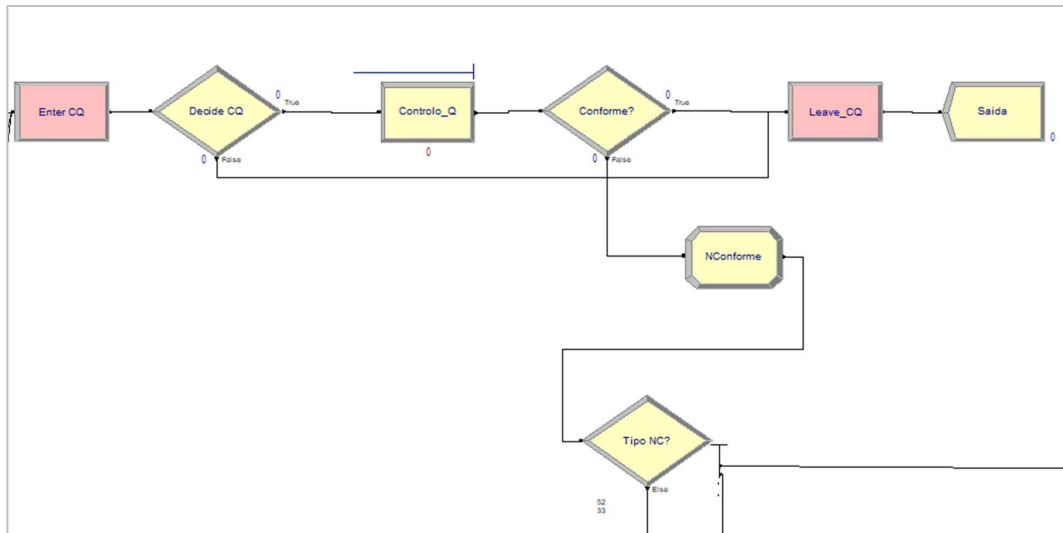 Enter CQ
Decide CQ
0
True
0
False
Controlo_Q
0
Conforme?
0
True
0
False
Leave_CQ
Saída
0
NConforme
Tipo NC?
Else
52
33